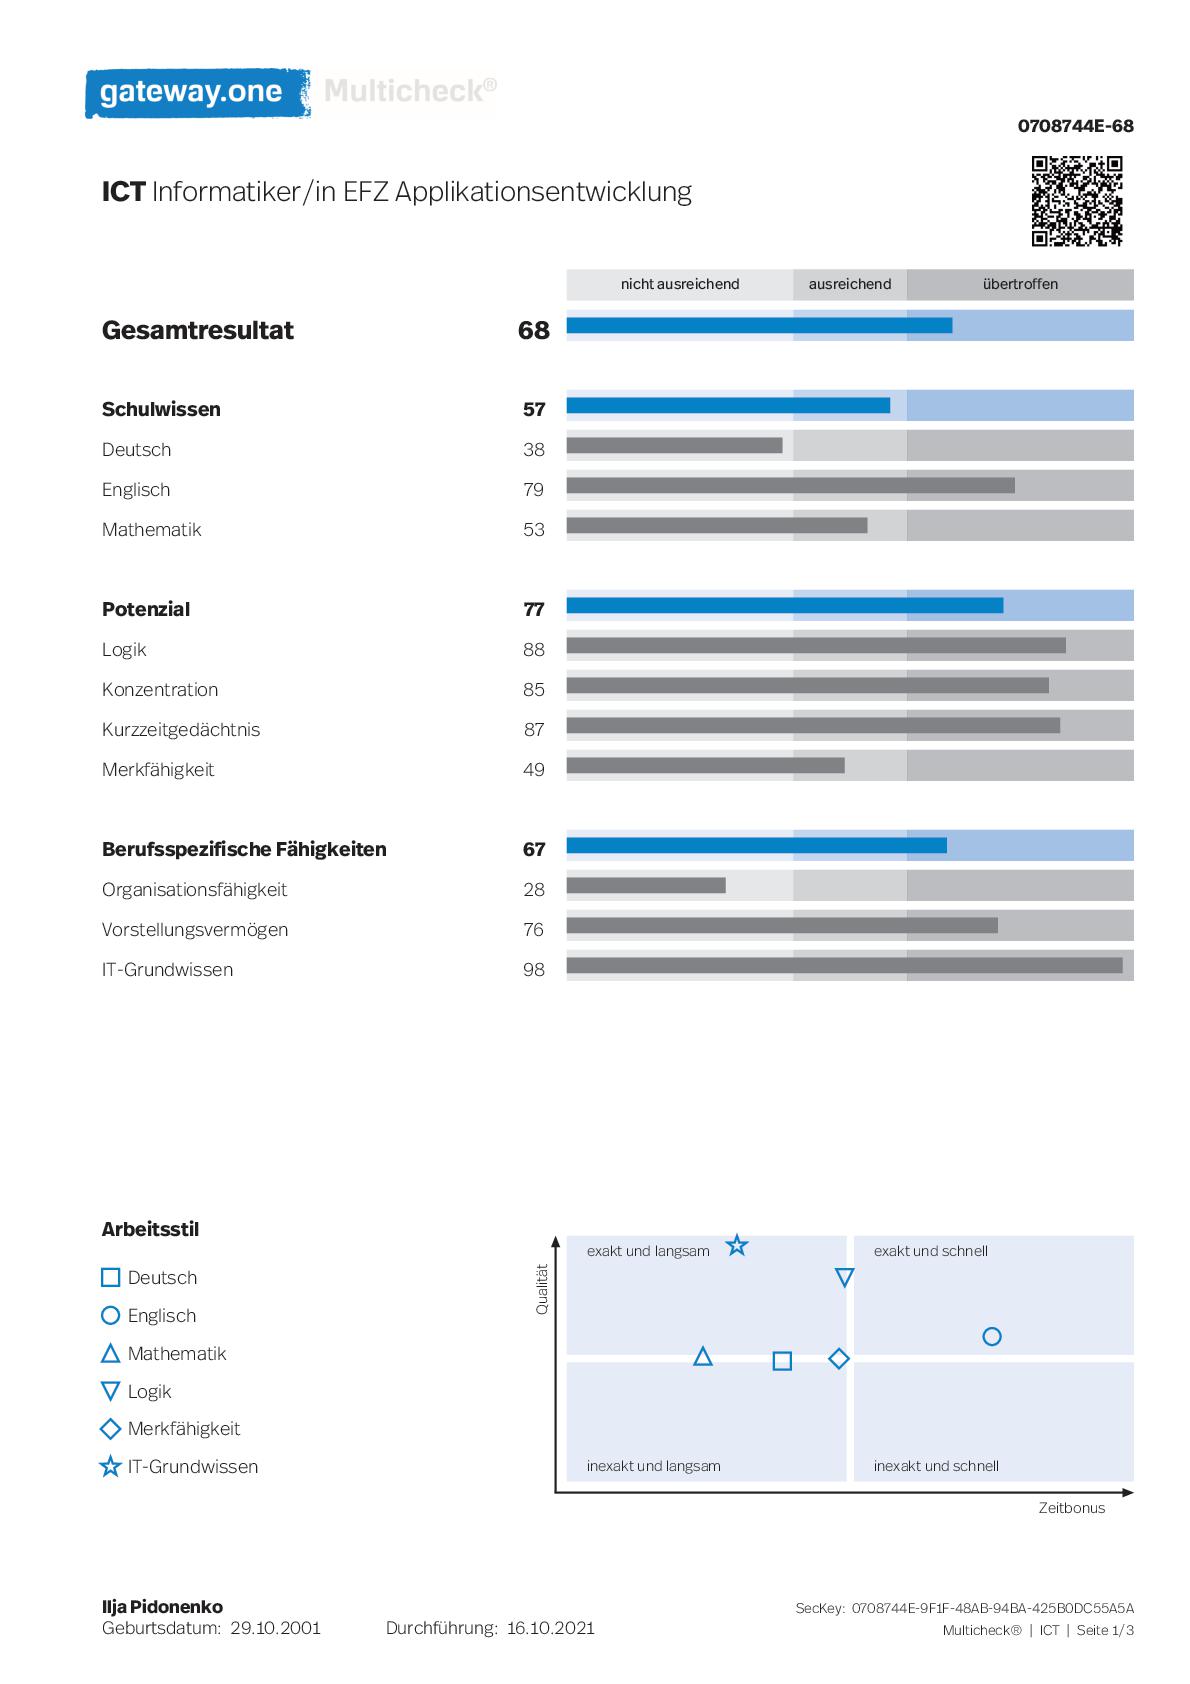 gateway.one Multicheck®
0708744E-68
ICT Informatiker/in EFZ Applikationsentwicklung
nicht ausreichend ausreichend übertroffen
Gesamtresultat 68
Schulwissen 57
Deutsch 38
Englisch 79
Mathematik 53
Potenzial 77
Logik 88
Konzentration 85
Kurzzeitgedächtnis 87
Merkfähigkeit 49
Berufsspezifische Fähigkeiten 67
Organisationsfähigkeit 28
Vorstellungsvermögen 76
IT-Grundwissen 98
Arbeitsstil
Deutsch
Englisch
Mathematik
Logik
Merkfähigkeit
IT-Grundwissen
Qualität
exakt und langsam exakt und schnell
inexakt und langsam inexakt und schnell
Zeitbonus
Ilja Pidonenko
Geburtsdatum: 29.10.2001 Durchführung: 16.10.2021
SecKey: 0708744E-9F1F-48AB-94BA-425B0DC55A5A
Multicheck® | ICT | Seite 1/3